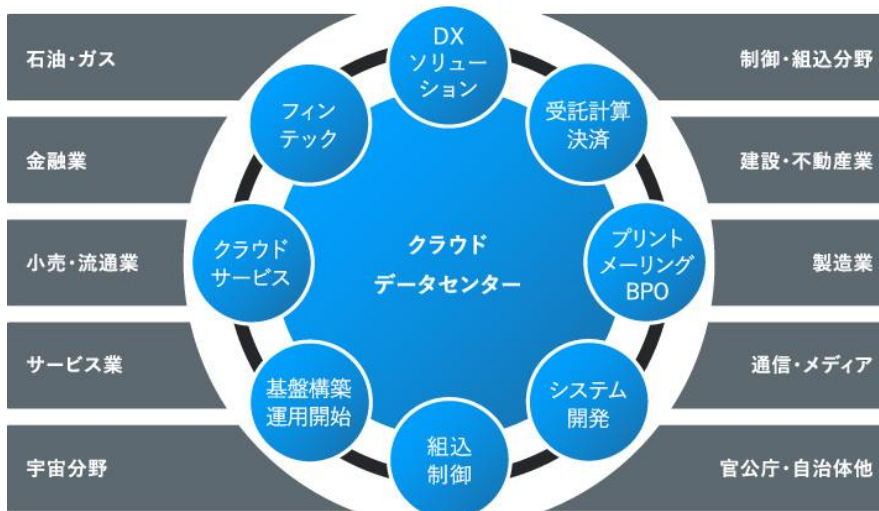 石油・ガス
金融業
小売・流通業
サービス業
宇宙分野
DX
ソリュー
ション
フィン
テック
受託計算
決済
クラウド
サービス
クラウド
データセンター
プリント
メーリング
BPO
基盤構築
運用開始
システム
開発
組込
制御
制御・組込分野
建設・不動産業
製造業
通信・メディア
官公庁・自治体他